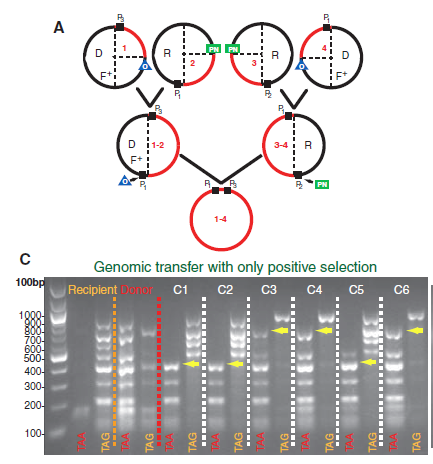 A
P3 P1
D 1 R PN PN R 4 D
F+ O 2 3 O F+
P1 P2
P3 P1
D 1-2 3-4 R
F+
O P1 P1 P3 P2 PN
1-4
C
Genomic transfer with only positive selection
100bp Recipient Donor C1 C2 C3 C4 C5 C6
1000-
900-
800-
700-
600-
500-
400-
300-
200-
100-
TAA TAG TAA TAG TAA TAG TAA TAG TAA TAG TAA TAG TAA TAG TAA TAG